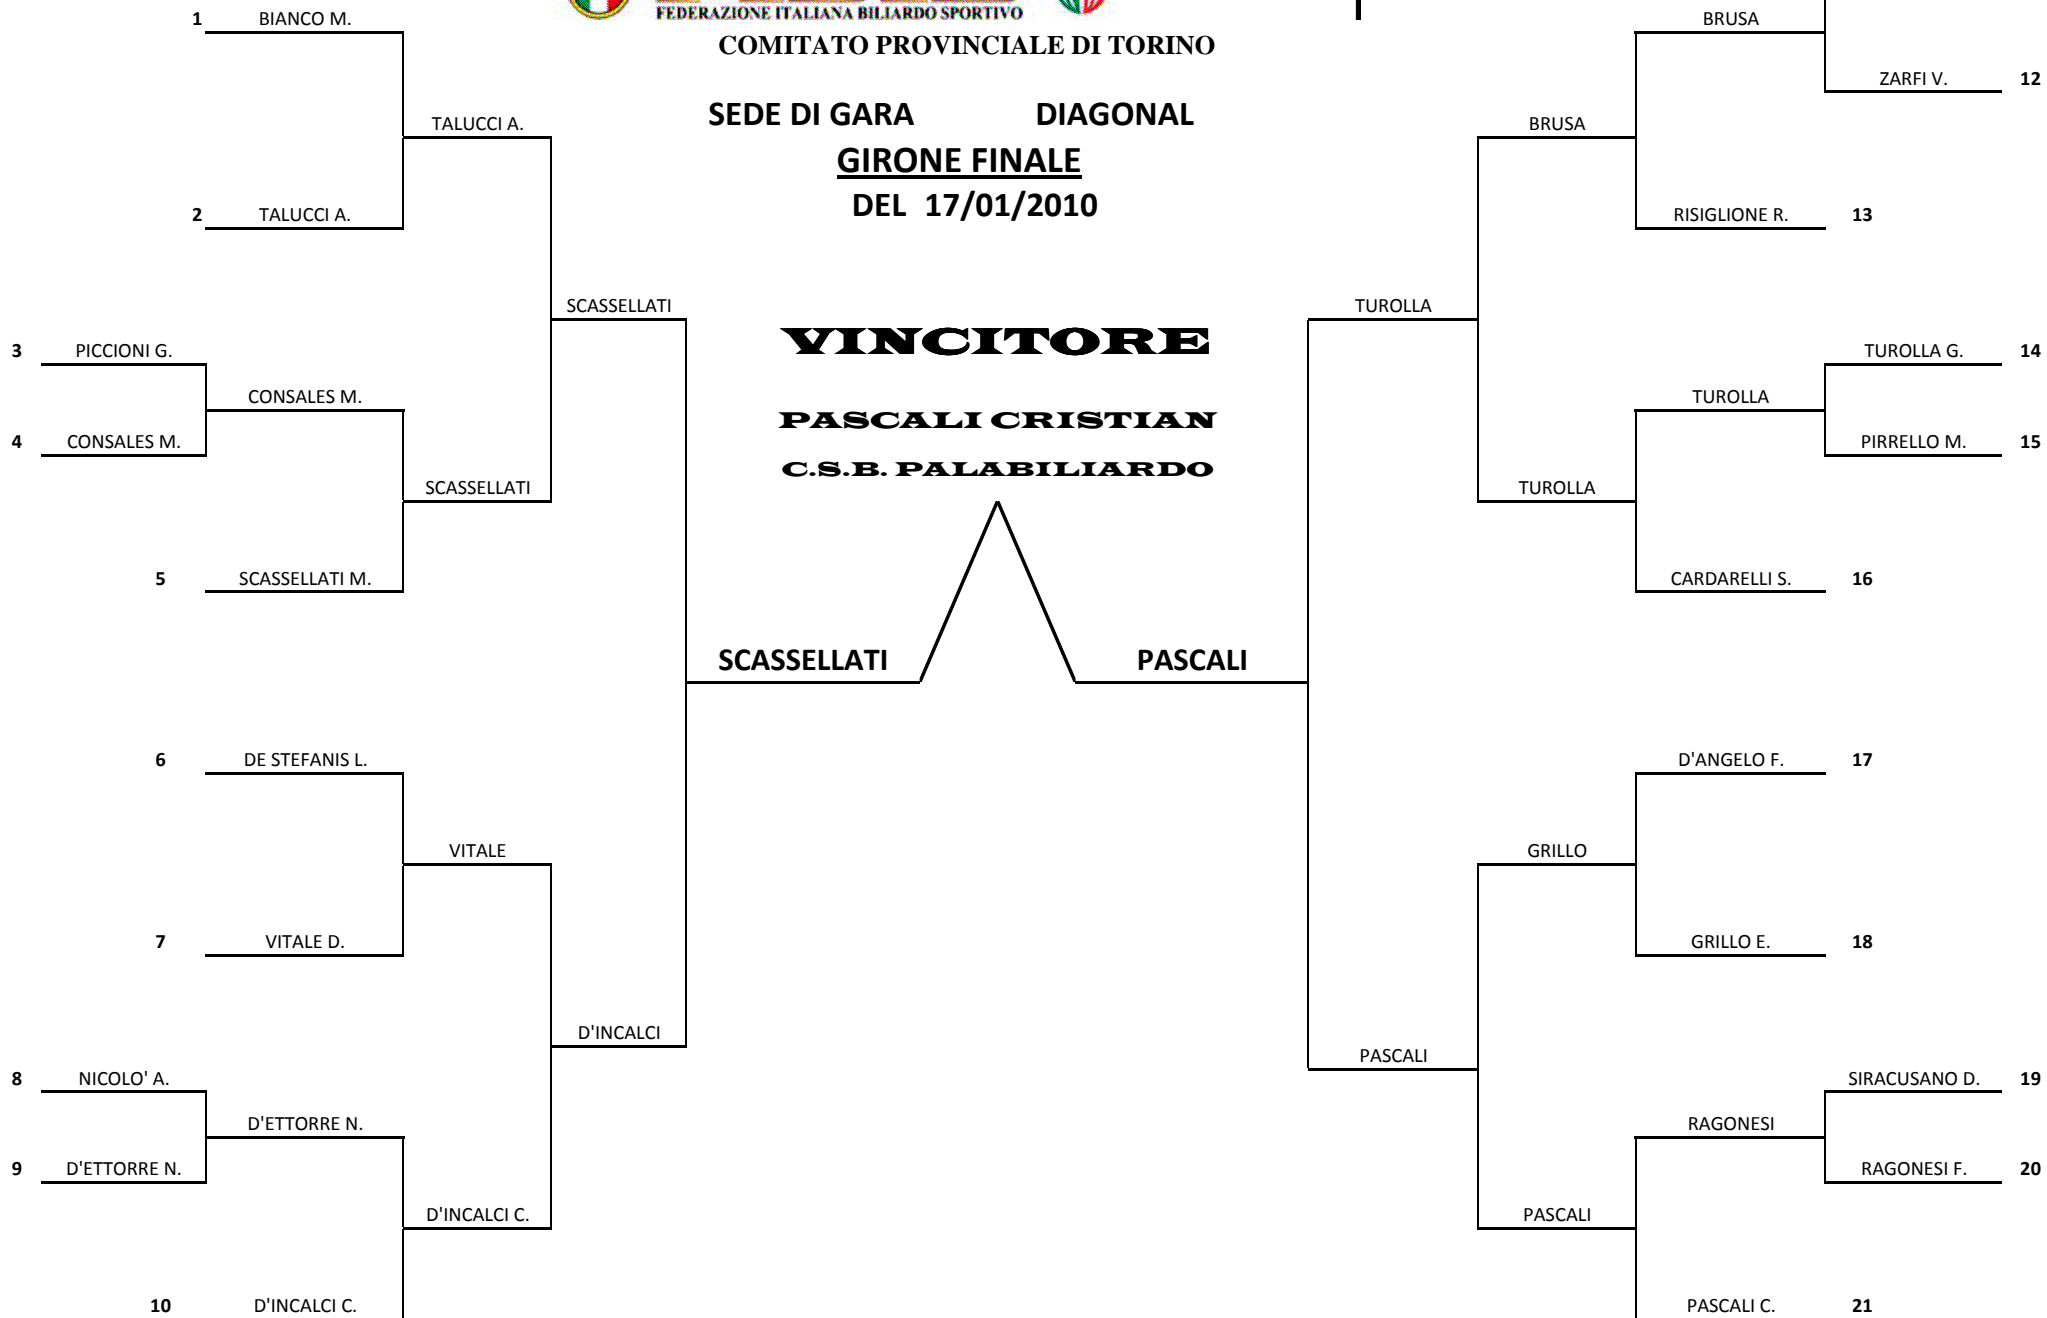 1 BIANCO M.
FEDERAZIONE ITALIANA BILIARDO SPORTIVO
BRUSA
COMITATO PROVINCIALE DI TORINO
ZARFI V. 12
SEDE DI GARA DIAGONAL
TALUCCI A.
BRUSA
GIRONE FINALE
DEL 17/01/2010
2 TALUCCI A.
RISIGLIONE R. 13
SCASSELLATI
TUROLLA
VINCITORE
3 PICCIONI G.
TUROLLA G. 14
CONSALES M.
TUROLLA
PASCALI CRISTIAN
4 CONSALES M.
PIRRELLO M. 15
C.S.B. PALABILIARDO
SCASSELLATI
TUROLLA
5 SCASSELLATI M.
CARDARELLI S. 16
SCASSELLATI
PASCALI
6 DE STEFANIS L.
D'ANGELO F. 17
VITALE
GRILLO
7 VITALE D.
GRILLO E. 18
D'INCALCI
PASCALI
8 NICOLO' A.
SIRACUSANO D. 19
D'ETTORRE N.
RAGONESI
9 D'ETTORRE N.
RAGONESI F. 20
D'INCALCI C.
PASCALI
10 D'INCALCI C.
PASCALI C. 21